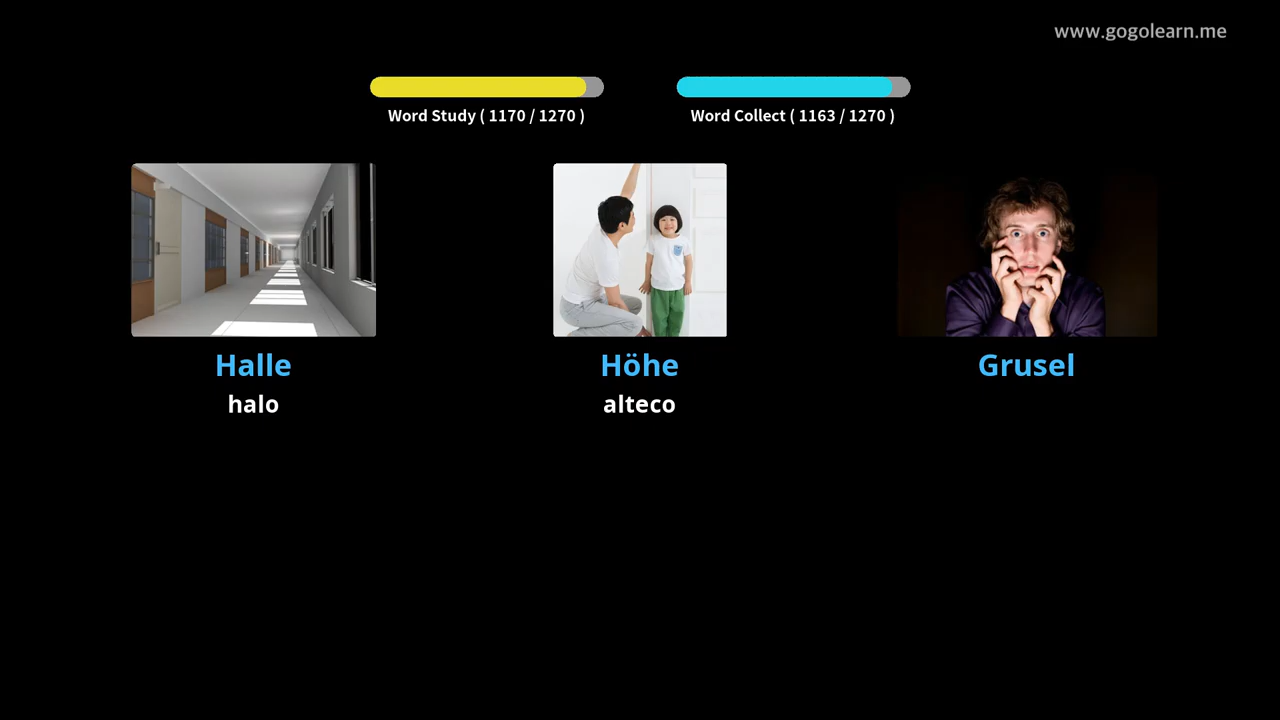 www.gogolearn.me
Word Study ( 1170 / 1270 )
Word Collect ( 1163 / 1270 )
Halle
halo
Höhe
alteco
Grusel